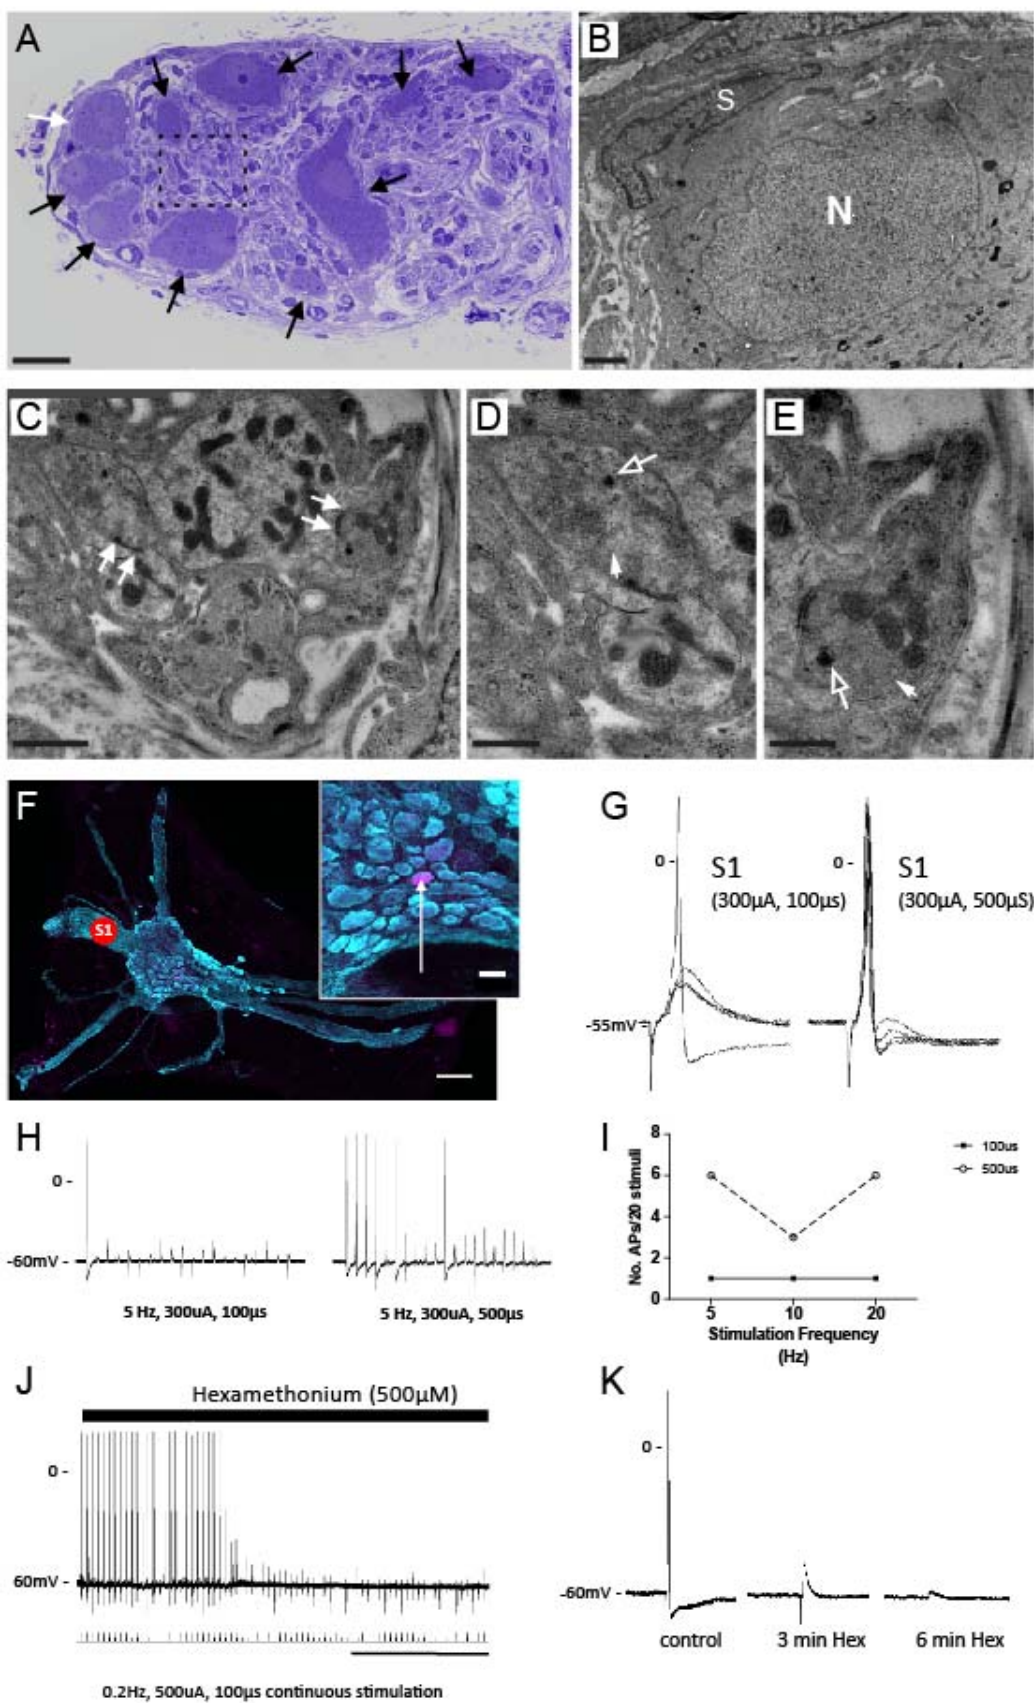 A
B
S
N
C
D
E
F
S1
G
0-
S1
(300µA, 100µs)
0-
S1
(300µA, 500µS)
-55mV
H
0 -
-60mV -
5 Hz, 300uA, 100µs
5 Hz, 300uA, 500µs
I
No. APs/20 stimuli
8
6
4
2
0
5
10
20
Stimulation Frequency
(Hz)
100us
500us
J
Hexamethonium (500µM)
0 -
60mV -
0.2Hz, 500uA, 100µs continuous stimulation
K
0 -
-60mV -
control
3 min Hex
6 min Hex